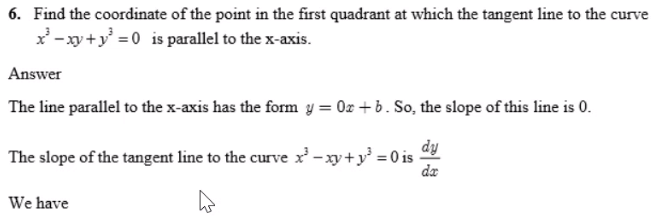 6. Find the coordinate of the point in the first quadrant at which the tangent line to the curve
x³ – xy + y³ = 0 is parallel to the x-axis.
Answer
The line parallel to the x-axis has the form y = 0x + b. So, the slope of this line is 0.
The slope of the tangent line to the curve x³ – xy + y³ = 0 is dy/dx
We have